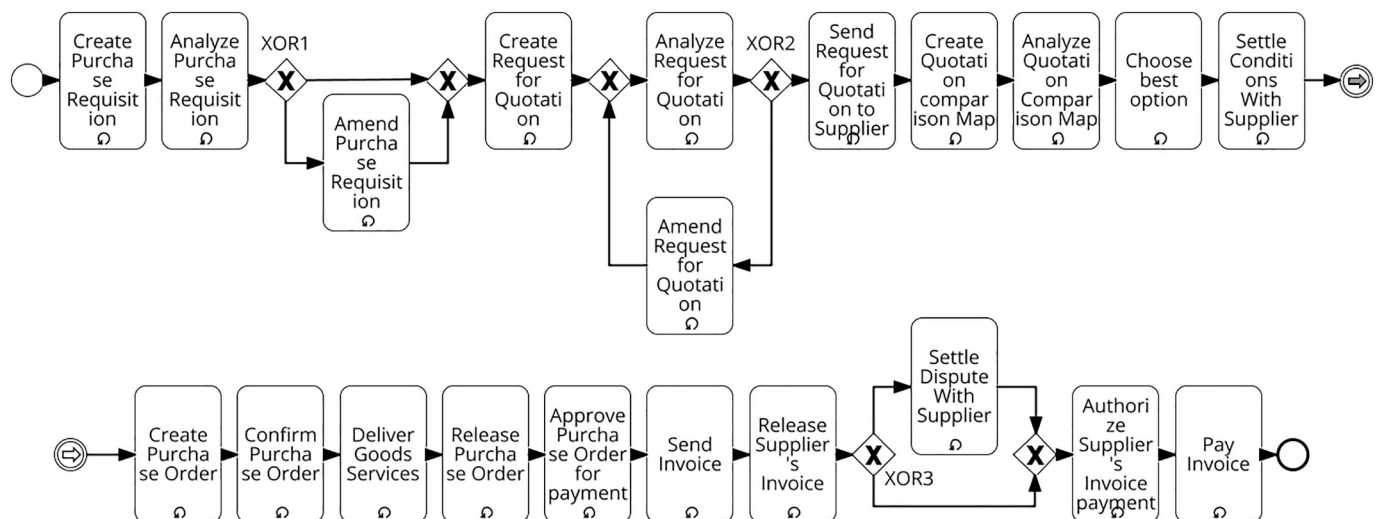 Create
Purcha
se
Requisit
ion
Analyze
Purcha
se
Requisit
ion
XOR1
X
Amend
Purcha
se
Requisit
ion
X
Create
Request
for
Quotati
on
X
Analyze
Request
for
Quotati
on
XOR2
X
Amend
Request
for
Quotati
on
Send
Request
for
Quotati
on to
Supplier
Create
Quotati
on
compar
ison Map
Analyze
Quotati
on
Compar
ison Map
Choose
best
option
Settle
Conditi
ons
With
Supplier
Create
Purcha
se Order
Confirm
Purcha
se Order
Deliver
Goods
Services
Release
Purcha
se Order
Approve
Purcha
se Order
for
payment
Send
Invoice
Release
Supplier
's
Invoice
X
XOR3
Settle
Dispute
With
Supplier
X
Authori
ze
Supplier
's
Invoice
payment
Pay
Invoice